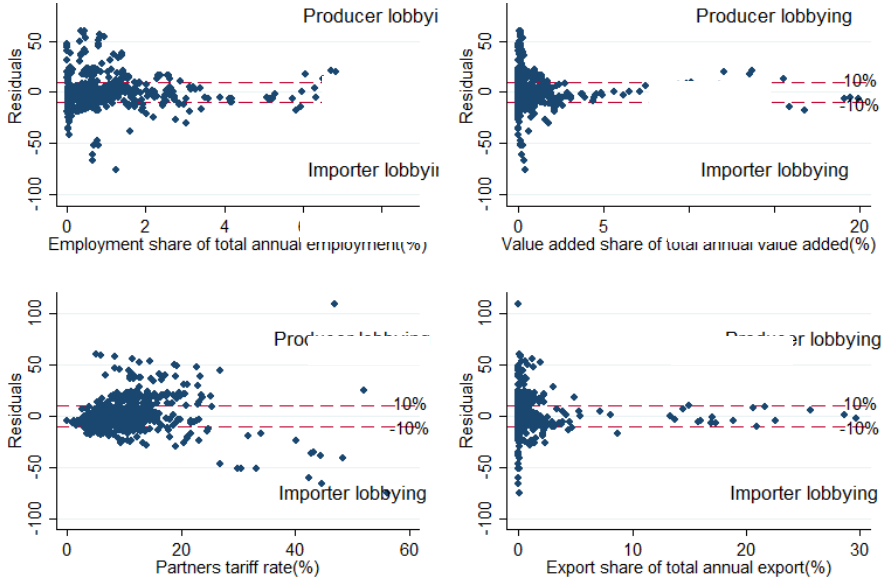 Producer lobbyi
50
0
-50
-100
Residuals
Importer lobbyi
0 2 4
Employment share of total annual employment(%)
Producer lobbying
50
0
-50
-100
Residuals
10%
-10%
Importer lobbying
0 5 20
Value added share of total annual value added(%)
100
50
0
-50
-100
Residuals
Producer lobbying
10%
-10%
Importer lobbying
0 20 40 60
Partners tariff rate(%)
100
50
0
-50
-100
Residuals
Producer lobbying
10%
-10%
Importer lobbying
0 10 20 30
Export share of total annual export(%)